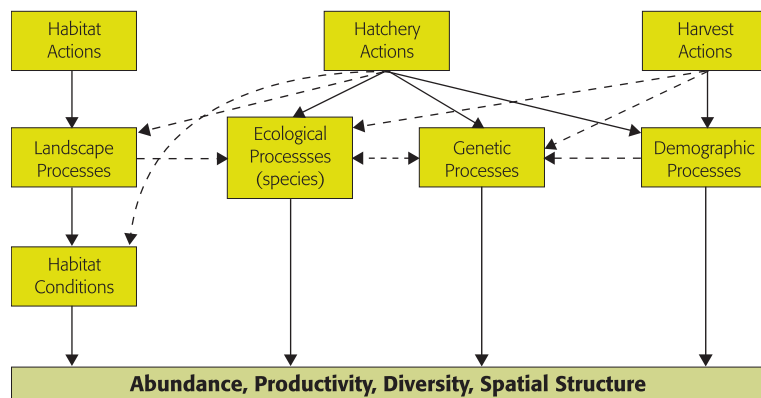 Habitat
Actions
Hatchery
Actions
Harvest
Actions
Landscape
Processes
Ecological
Processses
(species)
Genetic
Processes
Demographic
Processes
Habitat
Conditions
Abundance, Productivity, Diversity, Spatial Structure